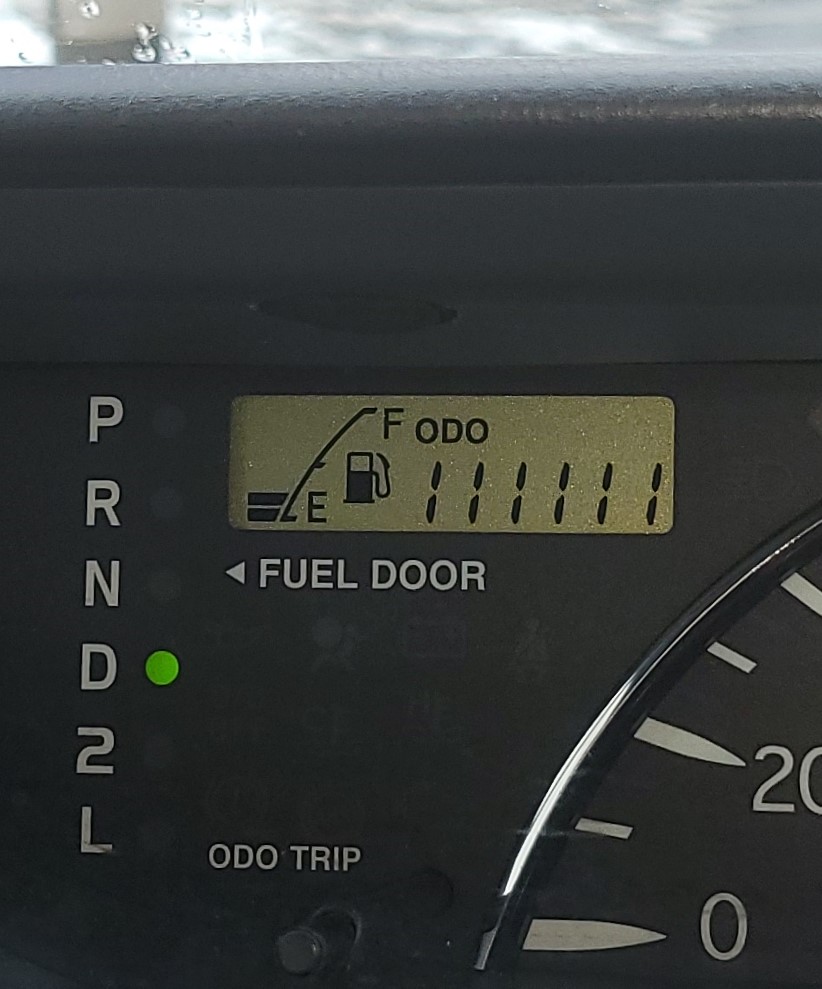 P
R
N
D
2
L
F ODO
E 111111
◄ FUEL DOOR
ODO TRIP
20
0